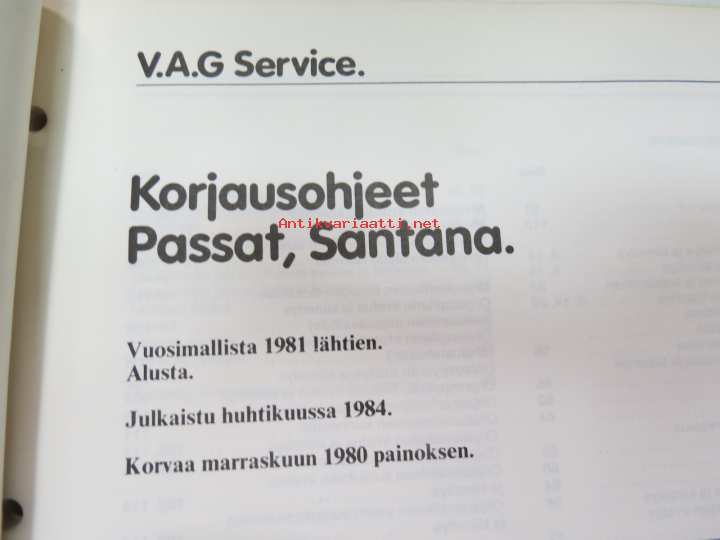 V.A.G Service.
Korjausohjeet
Antikvariaatti.net
Passat, Santana.
Vuosimallista 1981 lähtien.
Alusta.
Julkaistu huhtikuussa 1984.
Korvaa marraskuun 1980 painoksen.